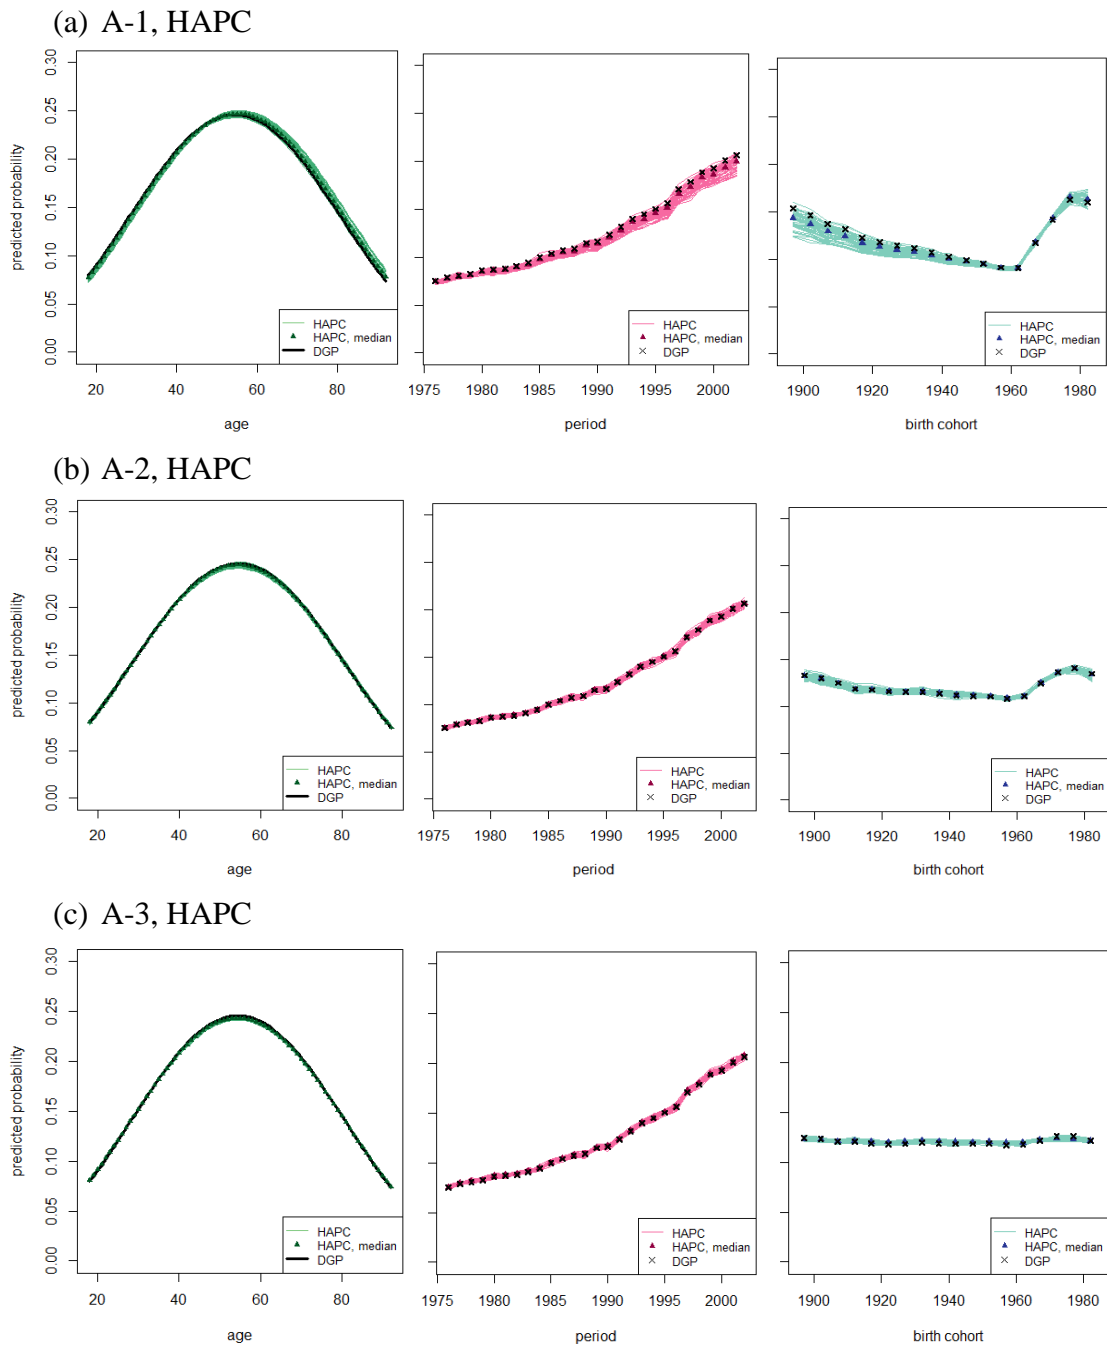 (a) A-1, HAPC
predicted probability
0.30
0.25
0.20
0.15
0.10
0.05
0.00
HAPC
HAPC, median
DGP
20 40 60 80
age
HAPC
HAPC, median
DGP
1975 1980 1985 1990 1995 2000
period
HAPC
HAPC, median
DGP
1900 1920 1940 1960 1980
birth cohort
(b) A-2, HAPC
predicted probability
0.30
0.25
0.20
0.15
0.10
0.05
0.00
HAPC
HAPC, median
DGP
20 40 60 80
age
HAPC
HAPC, median
DGP
1975 1980 1985 1990 1995 2000
period
HAPC
HAPC, median
DGP
1900 1920 1940 1960 1980
birth cohort
(c) A-3, HAPC
predicted probability
0.30
0.25
0.20
0.15
0.10
0.05
0.00
HAPC
HAPC, median
DGP
20 40 60 80
age
HAPC
HAPC, median
DGP
1975 1980 1985 1990 1995 2000
period
HAPC
HAPC, median
DGP
1900 1920 1940 1960 1980
birth cohort